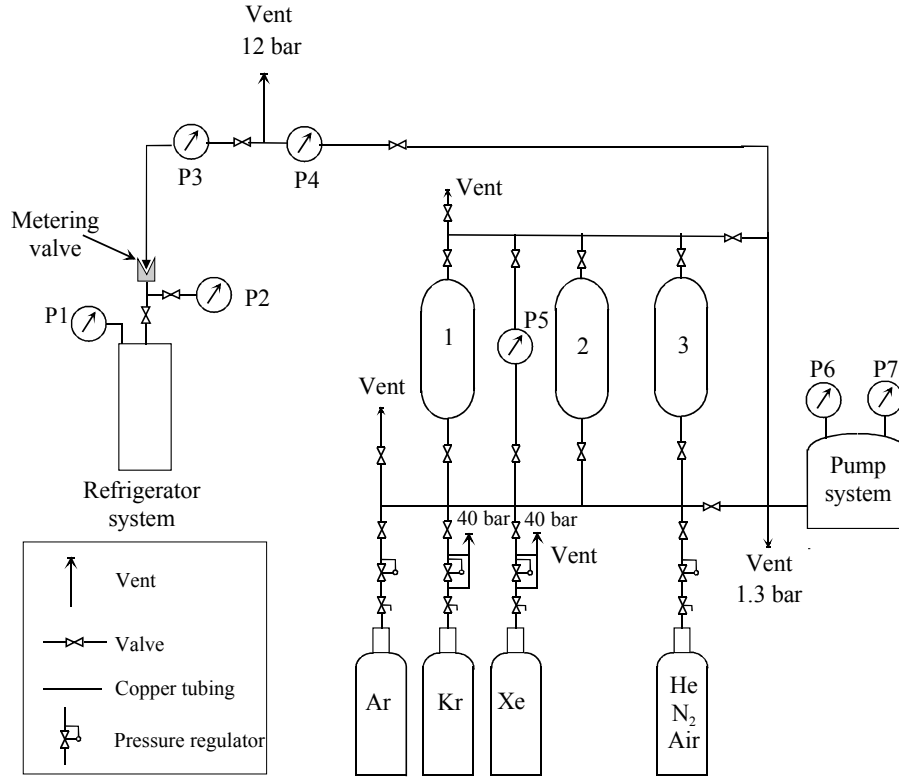 Vent
12 bar
P3
P4
Vent
Metering
valve
P2
P1
P5
1
2
3
P6
P7
Vent
Pump
system
Refrigerator
system
40 bar
40 bar
Vent
Vent
1.3 bar
Vent
Valve
Copper tubing
Pressure regulator
Ar
Kr
Xe
He
N₂
Air